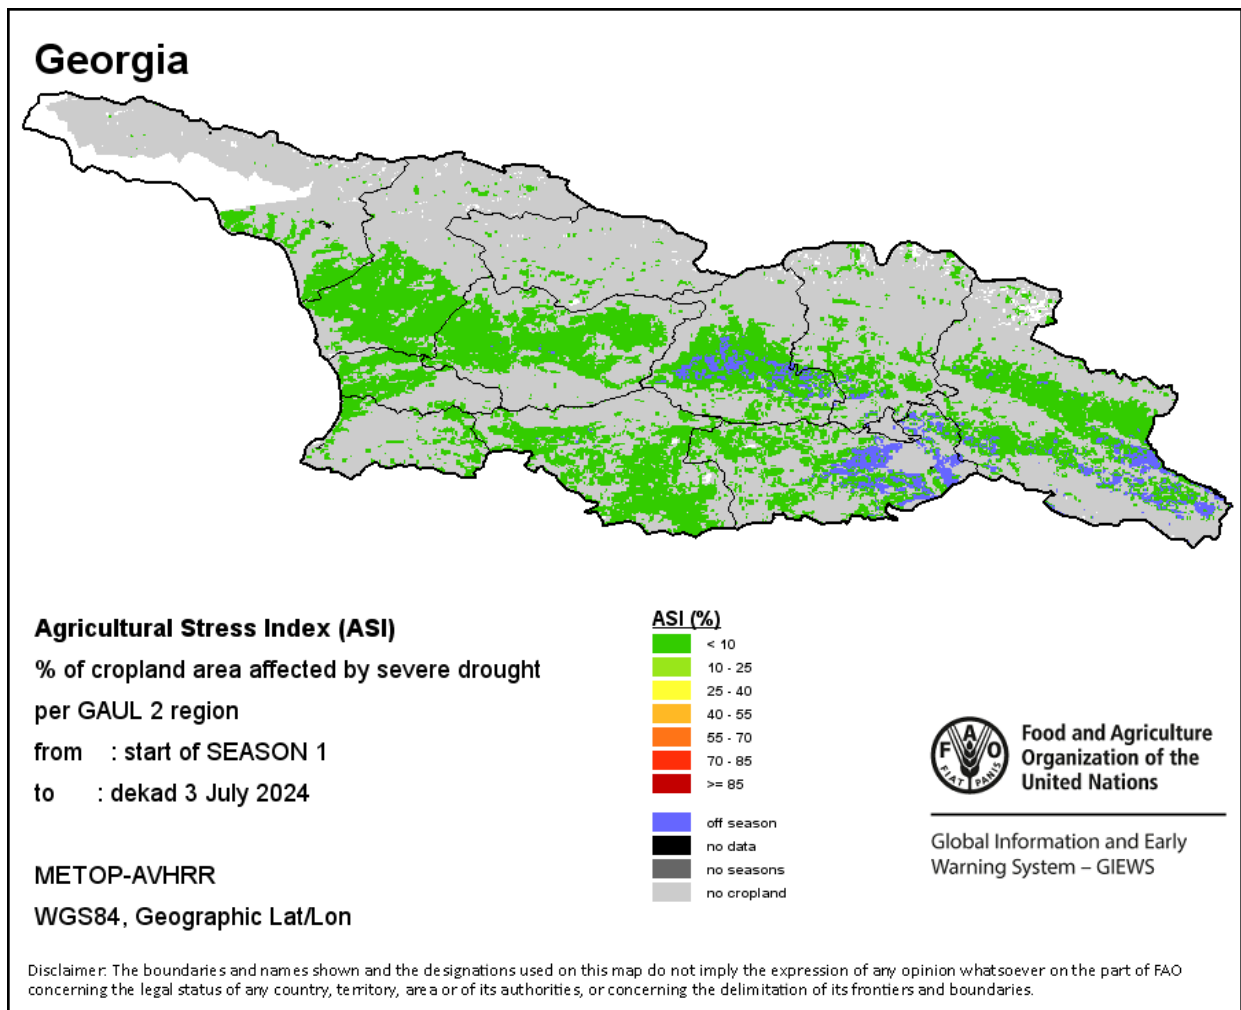 Georgia
Agricultural Stress Index (ASI)
% of cropland area affected by severe drought
per GAUL 2 region
from : start of SEASON 1
to : dekad 3 July 2024
METOP-AVHRR
WGS84, Geographic Lat/Lon
ASI (%)
< 10
10 - 25
25 - 40
40 - 55
55 - 70
70 - 85
>= 85
off season
no data
no seasons
no cropland
F A O
FIAT PANIS
Food and Agriculture
Organization of the
United Nations
Global Information and Early
Warning System – GIEWS
Disclaimer: The boundaries and names shown and the designations used on this map do not imply the expression of any opinion whatsoever on the part of FAO
concerning the legal status of any country, territory, area or of its authorities, or concerning the delimitation of its frontiers and boundaries.